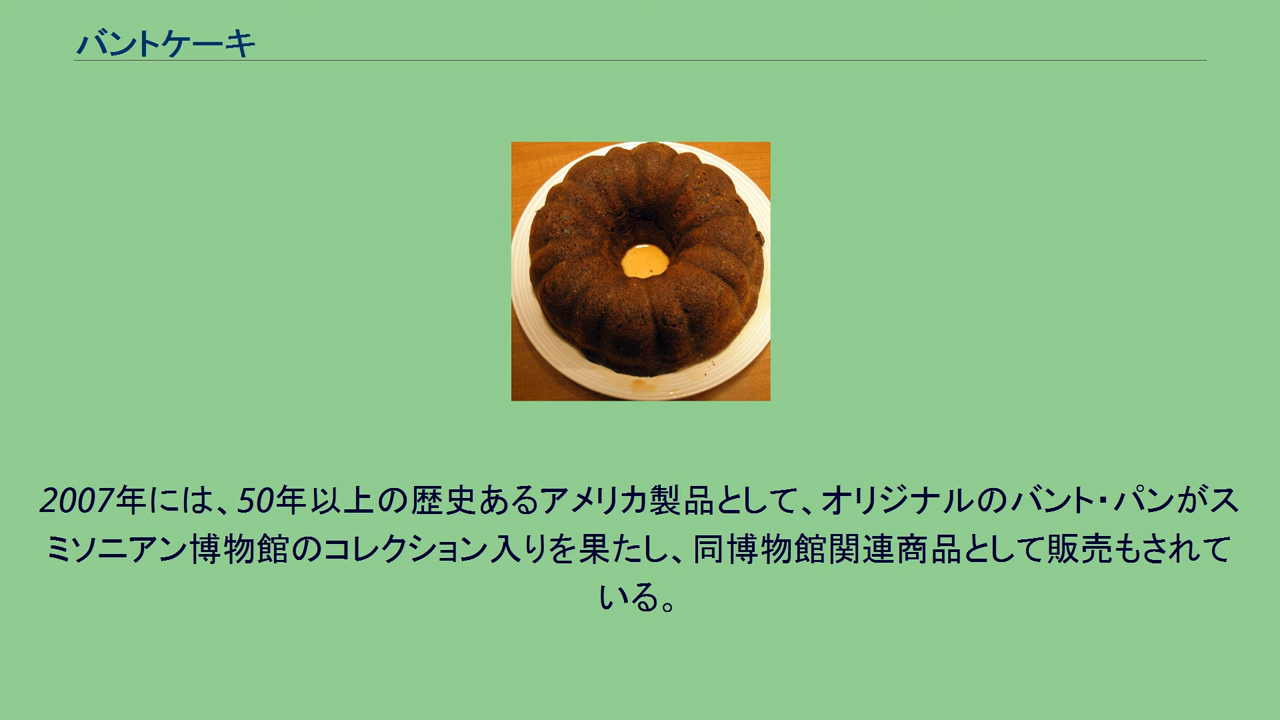 バントケーキ
2007年には、50年以上の歴史あるアメリカ製品として、オリジナルのバント・パンがス
ミソニアン博物館のコレクション入りを果たし、同博物館関連商品として販売もされて
いる。